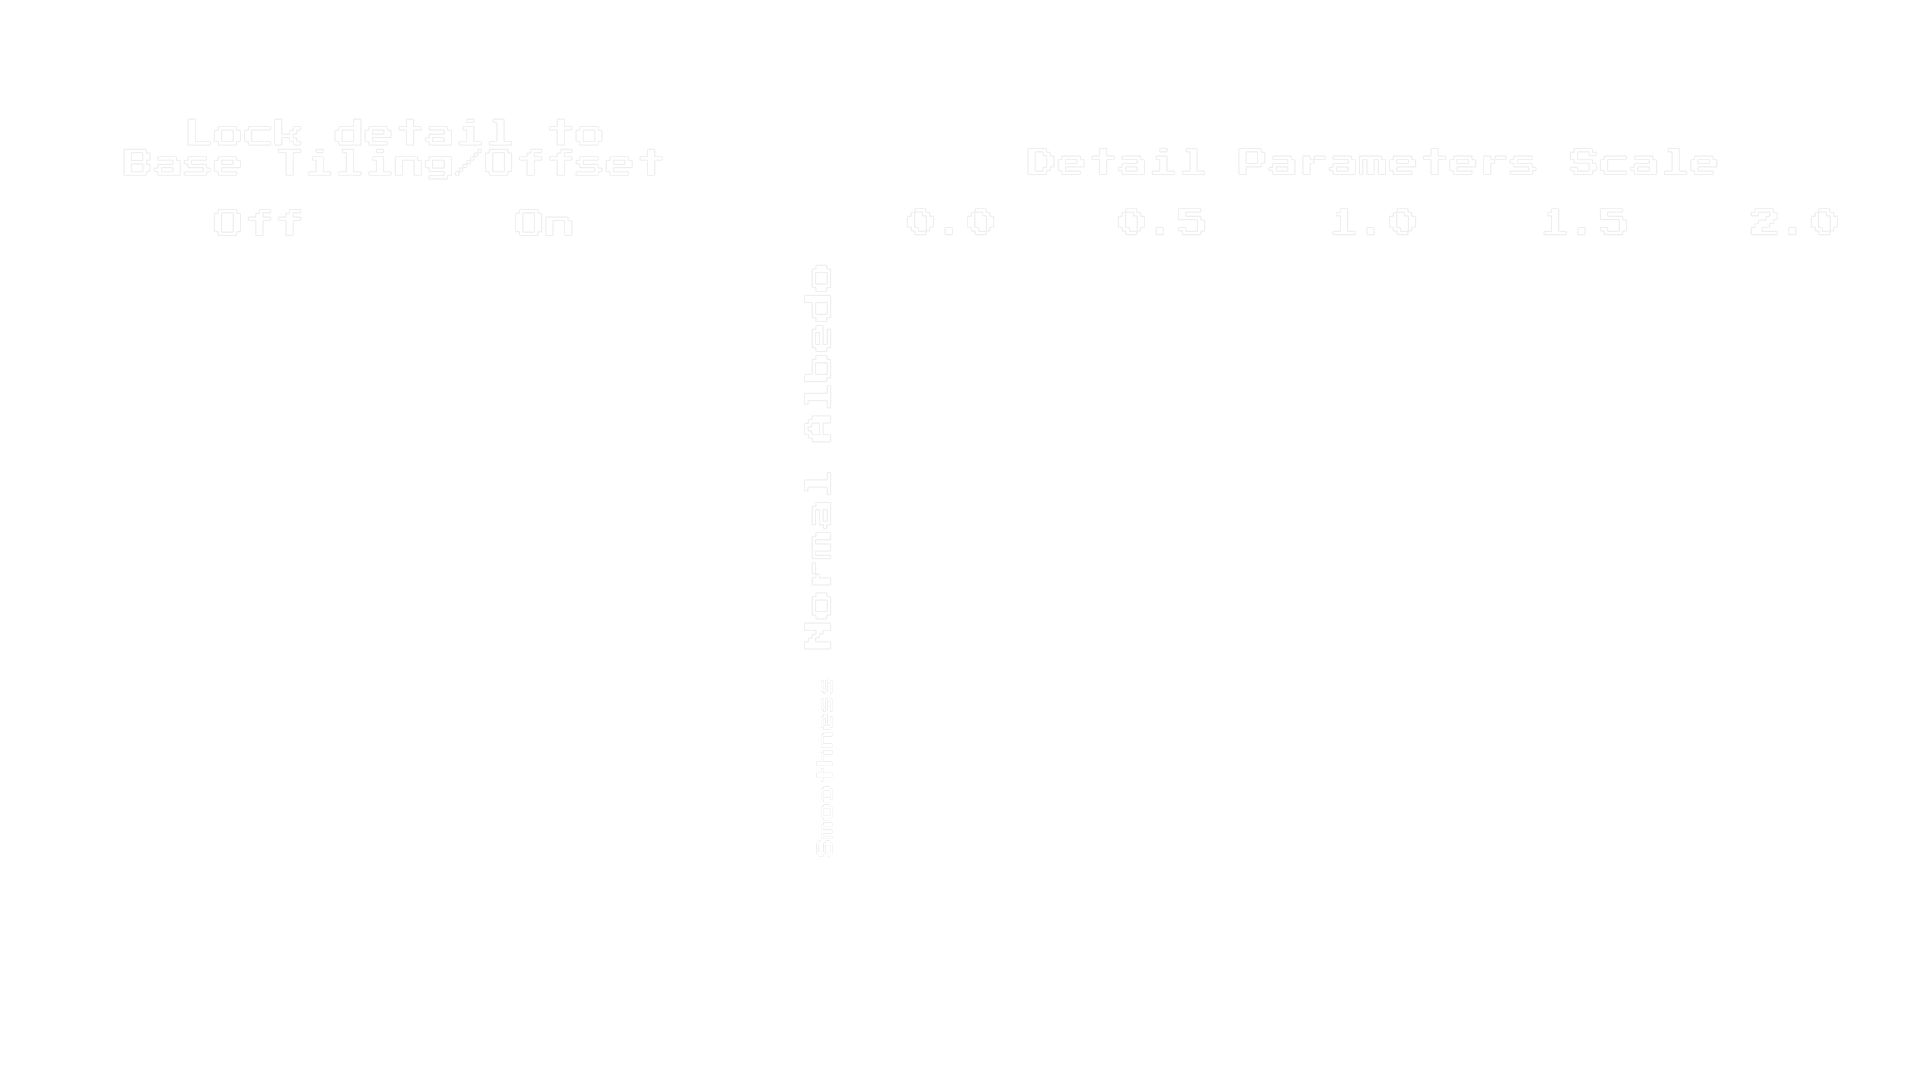 Lock detail to
Base Tiling/Offset
Off On
Detail Parameters Scale
0.0 0.5 1.0 1.5 2.0
Albedo
Normal
Smoothness